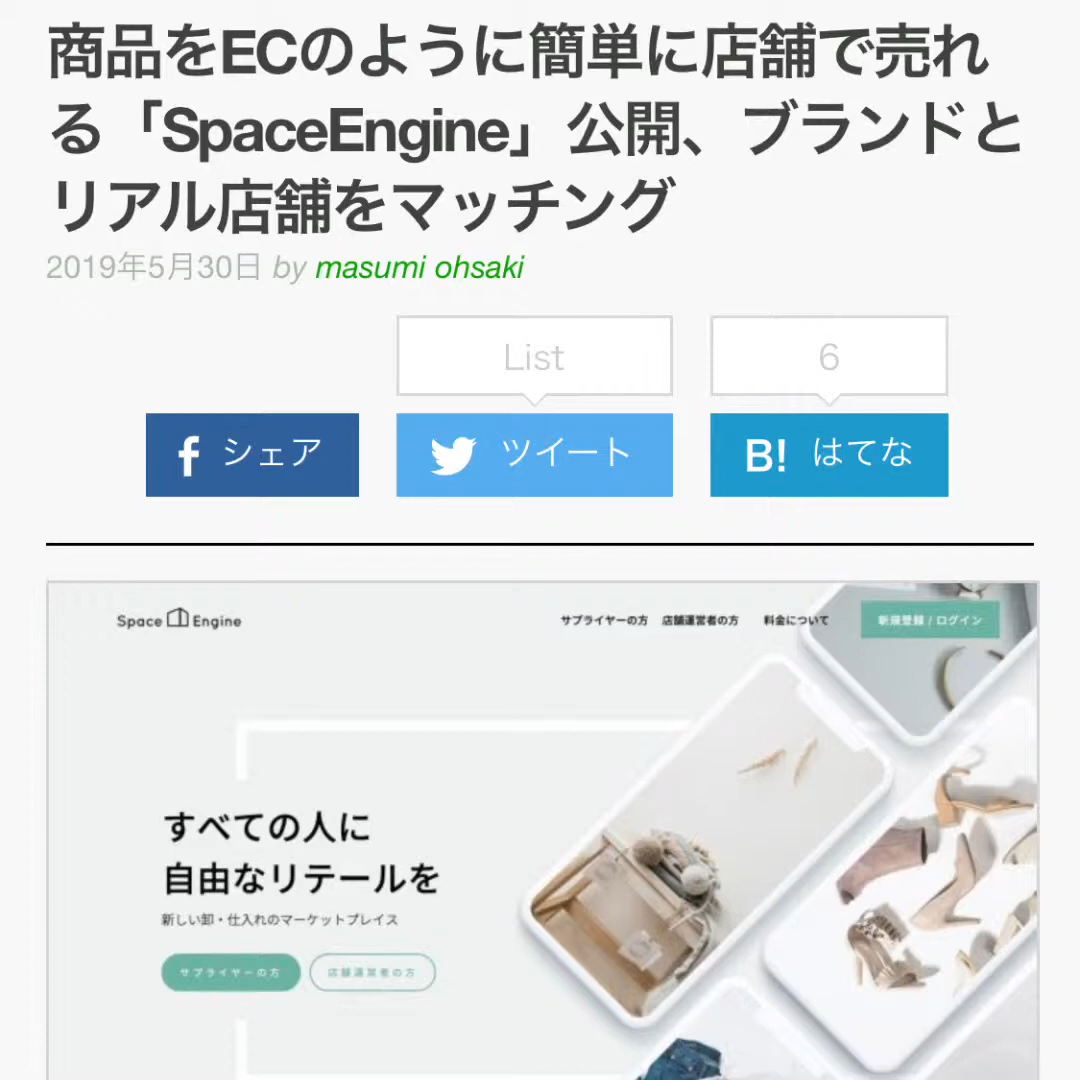 商品をECのように簡単に店舗で売れ
る「SpaceEngine」公開、ブランドと
リアル店舗をマッチング
2019年5月30日 by masumi ohsaki
List
6
シェア
ツイート
B! はてな
Space Engine
サプライヤーの方 店舗運営者の方 料金について 新規登録 / ログイン
すべての人に
自由なリテールを
新しい卸・仕入れのマーケットプレイス
サプライヤーの方
店舗運営者の方